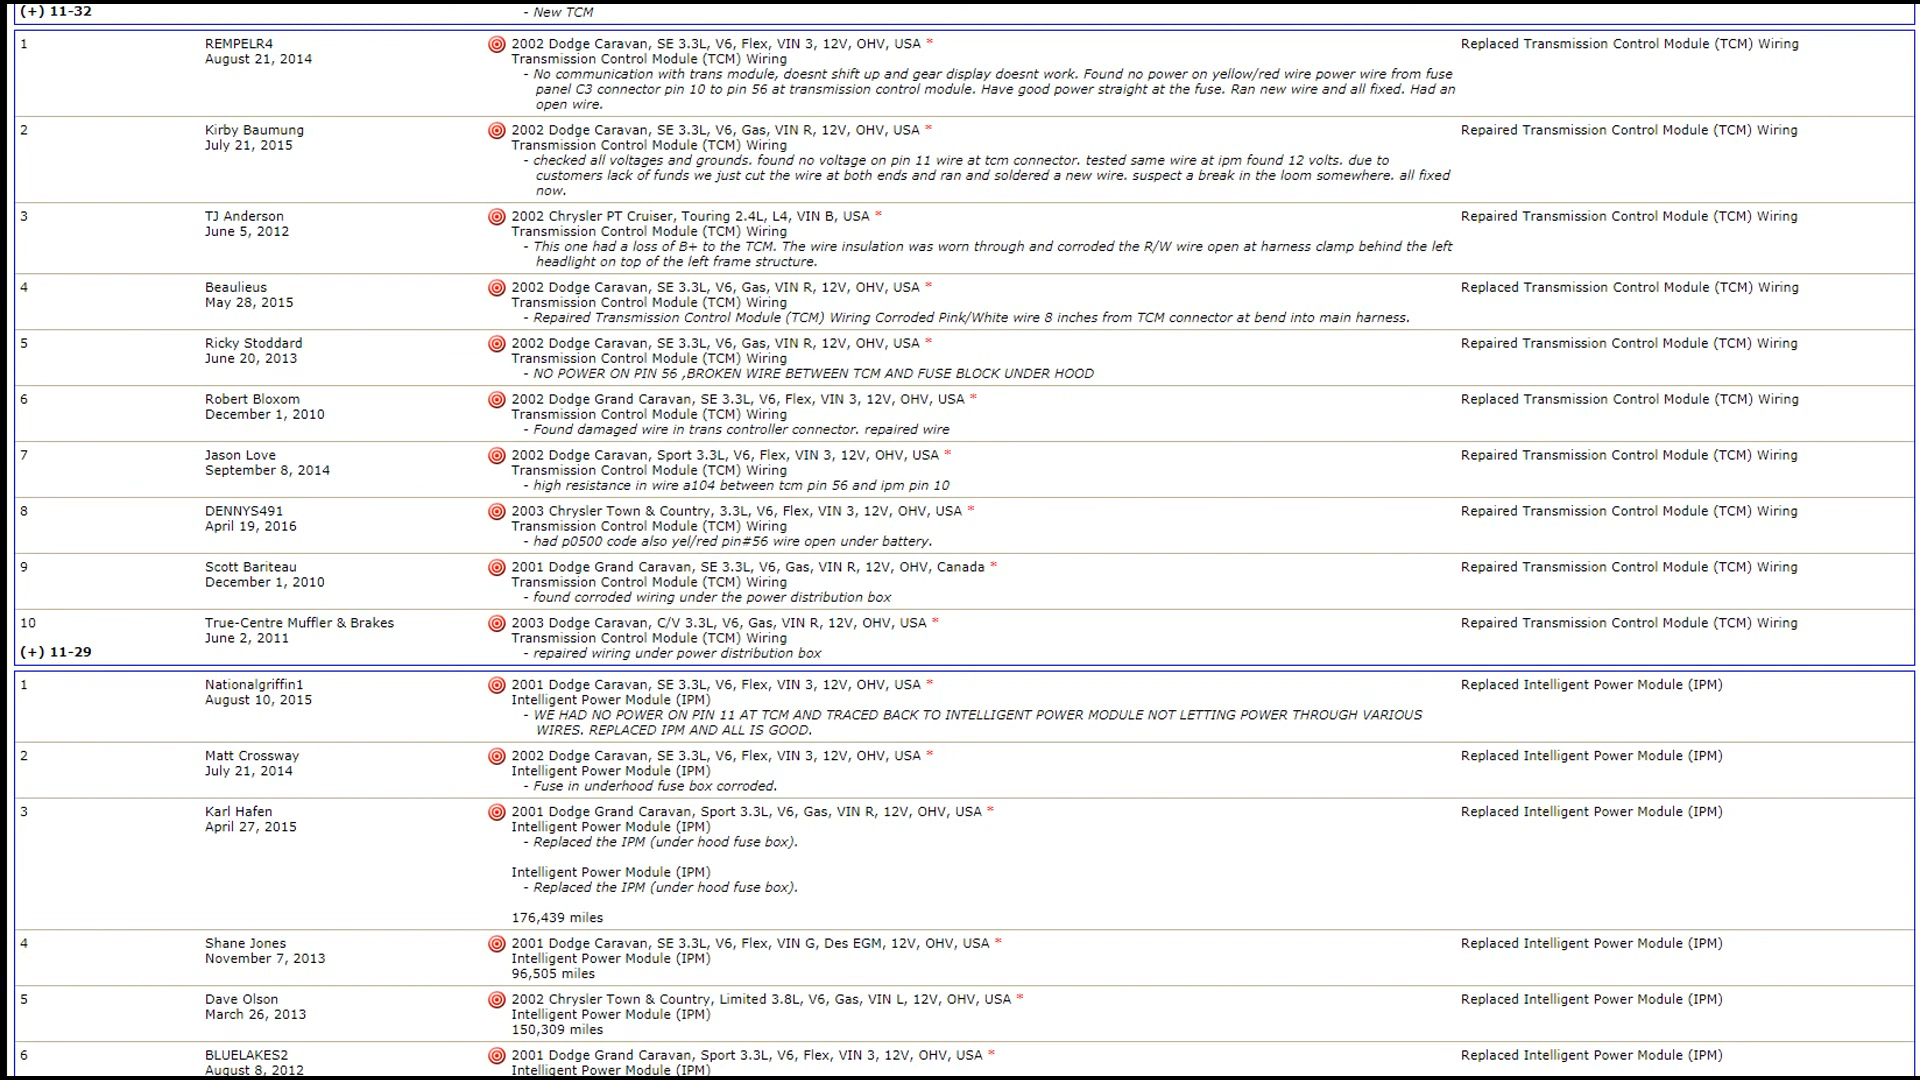 (+) 11-32
- New TCM
1 REMPELR4 2002 Dodge Caravan, SE 3.3L, V6, Flex, VIN 3, 12V, OHV, USA * Replaced Transmission Control Module (TCM) Wiring
August 21, 2014 Transmission Control Module (TCM) Wiring
- No communication with trans module, doesnt shift up and gear display doesnt work. Found no power on yellow/red wire power wire from fuse
panel C3 connector pin 10 to pin 56 at transmission control module. Have good power straight at the fuse. Ran new wire and all fixed. Had an
open wire.
2 Kirby Baumung 2002 Dodge Caravan, SE 3.3L, V6, Gas, VIN R, 12V, OHV, USA * Repaired Transmission Control Module (TCM) Wiring
July 21, 2015 Transmission Control Module (TCM) Wiring
- checked all voltages and grounds. found no voltage on pin 11 wire at tcm connector. tested same wire at ipm found 12 volts. due to
customers lack of funds we just cut the wire at both ends and ran and soldered a new wire. suspect a break in the loom somewhere. all fixed
now.
3 TJ Anderson 2002 Chrysler PT Cruiser, Touring 2.4L, L4, VIN B, USA * Repaired Transmission Control Module (TCM) Wiring
June 5, 2012 Transmission Control Module (TCM) Wiring
- This one had a loss of B+ to the TCM. The wire insulation was worn through and corroded the R/W wire open at harness clamp behind the left
headlight on top of the left frame structure.
4 Beaulieus 2002 Dodge Caravan, SE 3.3L, V6, Gas, VIN R, 12V, OHV, USA * Replaced Transmission Control Module (TCM) Wiring
May 28, 2015 Transmission Control Module (TCM) Wiring
- Repaired Transmission Control Module (TCM) Wiring Corroded Pink/White wire 8 inches from TCM connector at bend into main harness.
5 Ricky Stoddard 2002 Dodge Caravan, SE 3.3L, V6, Gas, VIN R, 12V, OHV, USA * Replaced Transmission Control Module (TCM) Wiring
June 20, 2013 Transmission Control Module (TCM) Wiring
- NO POWER ON PIN 56 ,BROKEN WIRE BETWEEN TCM AND FUSE BLOCK UNDER HOOD
6 Robert Bloxom 2002 Dodge Grand Caravan, SE 3.3L, V6, Flex, VIN 3, 12V, OHV, USA * Replaced Transmission Control Module (TCM) Wiring
December 1, 2010 Transmission Control Module (TCM) Wiring
- Found damaged wire in trans controller connector. repaired wire
7 Jason Love 2002 Dodge Caravan, Sport 3.3L, V6, Flex, VIN 3, 12V, OHV, USA * Repaired Transmission Control Module (TCM) Wiring
September 8, 2014 Transmission Control Module (TCM) Wiring
- high resistance in wire a104 between tcm pin 56 and ipm pin 10
8 DENNYS491 2003 Chrysler Town & Country, 3.3L, V6, Flex, VIN 3, 12V, OHV, USA * Repaired Transmission Control Module (TCM) Wiring
April 19, 2016 Transmission Control Module (TCM) Wiring
- had p0500 code also yel/red pin#56 wire open under battery.
9 Scott Bariteau 2001 Dodge Grand Caravan, SE 3.3L, V6, Gas, VIN R, 12V, OHV, Canada * Repaired Transmission Control Module (TCM) Wiring
December 1, 2010 Transmission Control Module (TCM) Wiring
- found corroded wiring under the power distribution box
10 True-Centre Muffler & Brakes 2003 Dodge Caravan, C/V 3.3L, V6, Gas, VIN R, 12V, OHV, USA * Repaired Transmission Control Module (TCM) Wiring
June 2, 2011 Transmission Control Module (TCM) Wiring
(+) 11-29 - repaired wiring under power distribution box
1 Nationalgriffin1 2001 Dodge Caravan, SE 3.3L, V6, Flex, VIN 3, 12V, OHV, USA * Replaced Intelligent Power Module (IPM)
August 10, 2015 Intelligent Power Module (IPM)
- WE HAD NO POWER ON PIN 11 AT TCM AND TRACED BACK TO INTELLIGENT POWER MODULE NOT LETTING POWER THROUGH VARIOUS
WIRES. REPLACED IPM AND ALL IS GOOD.
2 Matt Crossway 2002 Dodge Caravan, SE 3.3L, V6, Flex, VIN 3, 12V, OHV, USA * Replaced Intelligent Power Module (IPM)
July 21, 2014 Intelligent Power Module (IPM)
- Fuse in underhood fuse box corroded.
3 Karl Hafen 2001 Dodge Grand Caravan, Sport 3.3L, V6, Gas, VIN R, 12V, OHV, USA * Replaced Intelligent Power Module (IPM)
April 27, 2015 Intelligent Power Module (IPM)
- Replaced the IPM (under hood fuse box).
Intelligent Power Module (IPM)
- Replaced the IPM (under hood fuse box).
176,439 miles
4 Shane Jones 2001 Dodge Caravan, SE 3.3L, V6, Flex, VIN G, Des EGM, 12V, OHV, USA * Replaced Intelligent Power Module (IPM)
November 7, 2013 Intelligent Power Module (IPM)
96,505 miles
5 Dave Olson 2002 Chrysler Town & Country, Limited 3.8L, V6, Gas, VIN L, 12V, OHV, USA * Replaced Intelligent Power Module (IPM)
March 26, 2013 Intelligent Power Module (IPM)
150,309 miles
6 BLUELAKES2 2001 Dodge Grand Caravan, Sport 3.3L, V6, Flex, VIN 3, 12V, OHV, USA * Replaced Intelligent Power Module (IPM)
August 8, 2012 Intelligent Power Module (IPM)